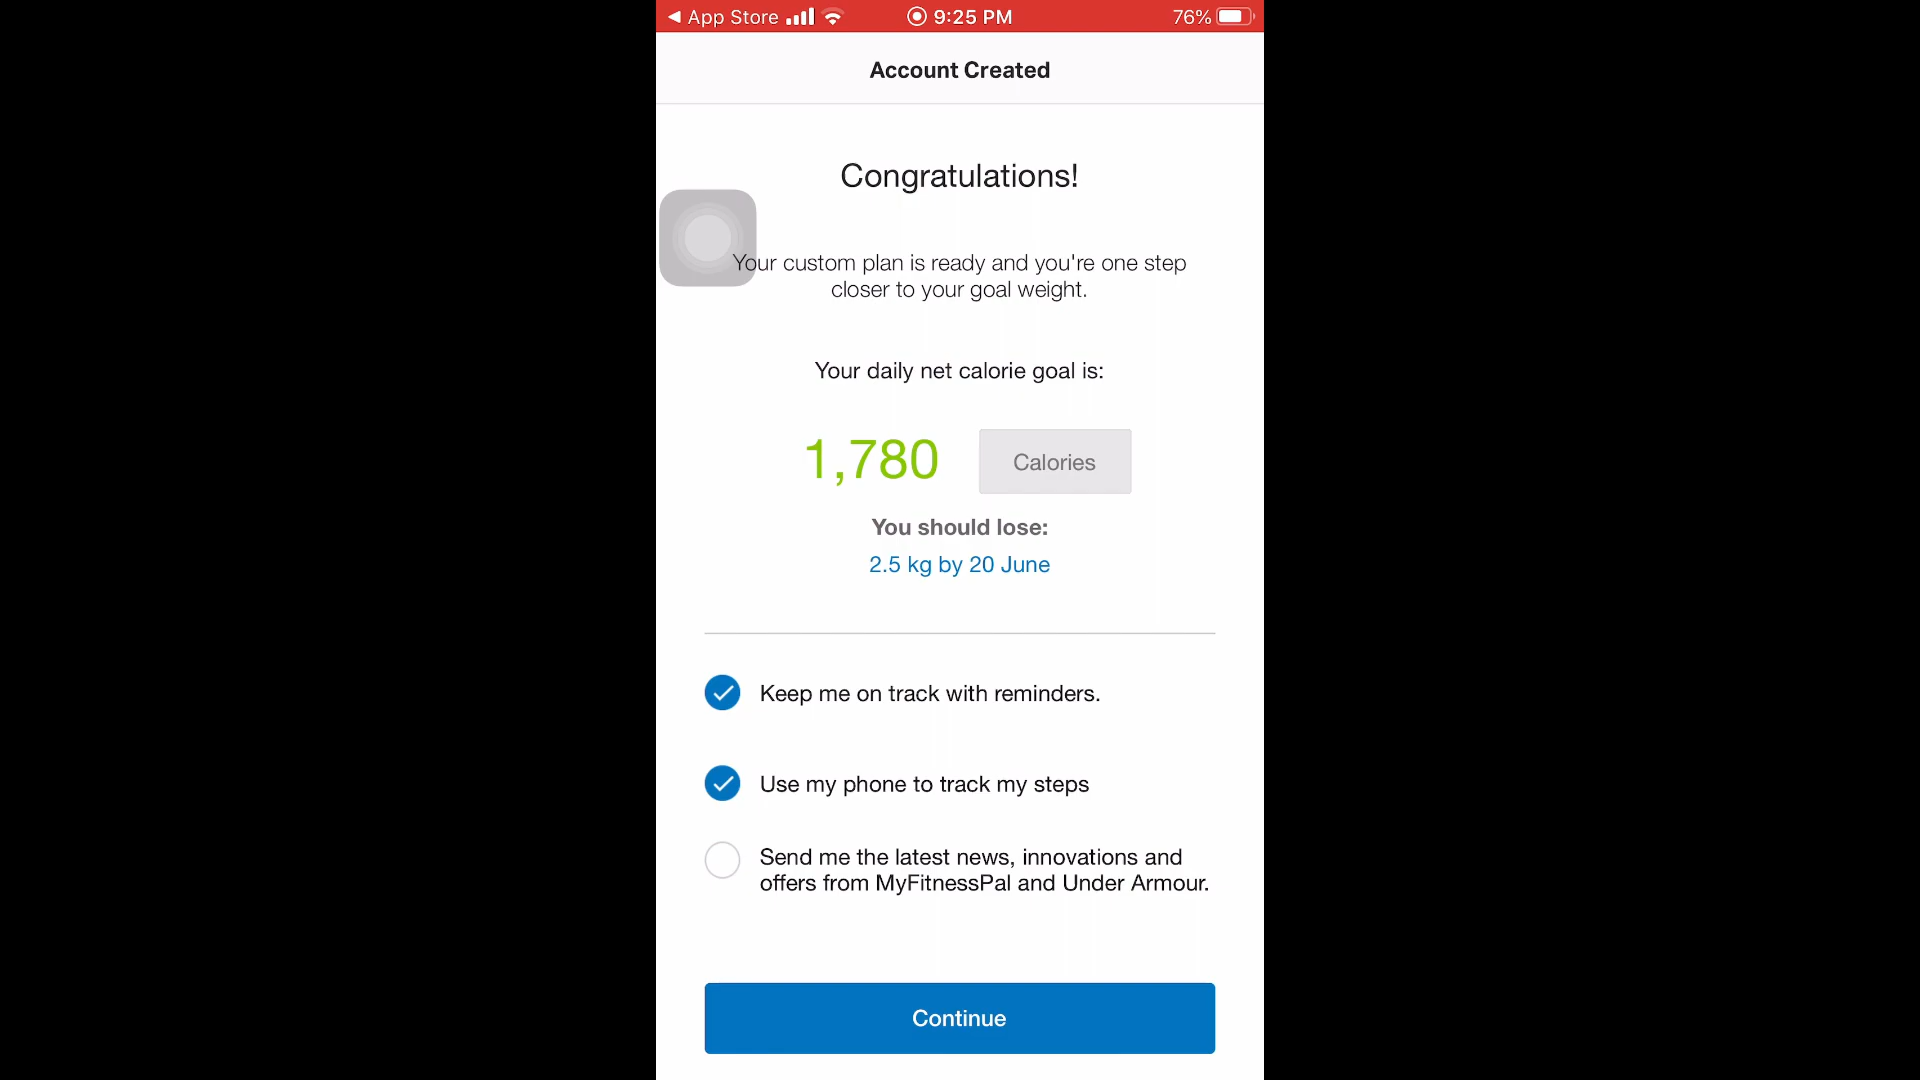 App Store 9:25 PM 76%
Account Created
Congratulations!
Your custom plan is ready and you're one step
closer to your goal weight.
Your daily net calorie goal is:
1,780 Calories
You should lose:
2.5 kg by 20 June
Keep me on track with reminders.
Use my phone to track my steps
Send me the latest news, innovations and
offers from MyFitnessPal and Under Armour.
Continue